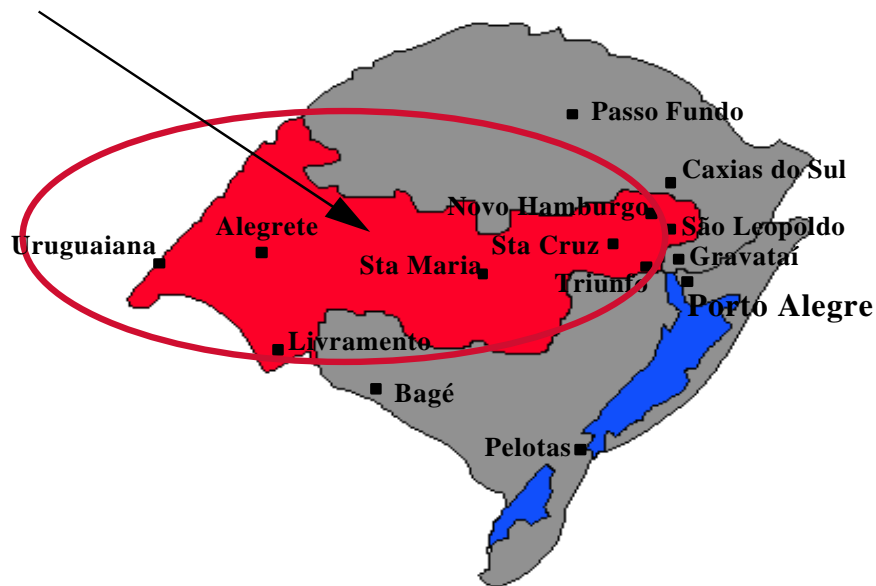 Passo Fundo
Caxias do Sul
Novo Hamburgo
São Leopoldo
Alegrete
Sta Cruz
Uruguaiana
Gravataí
Sta Maria
Triunfo
Porto Alegre
Livramento
Bagé
Pelotas